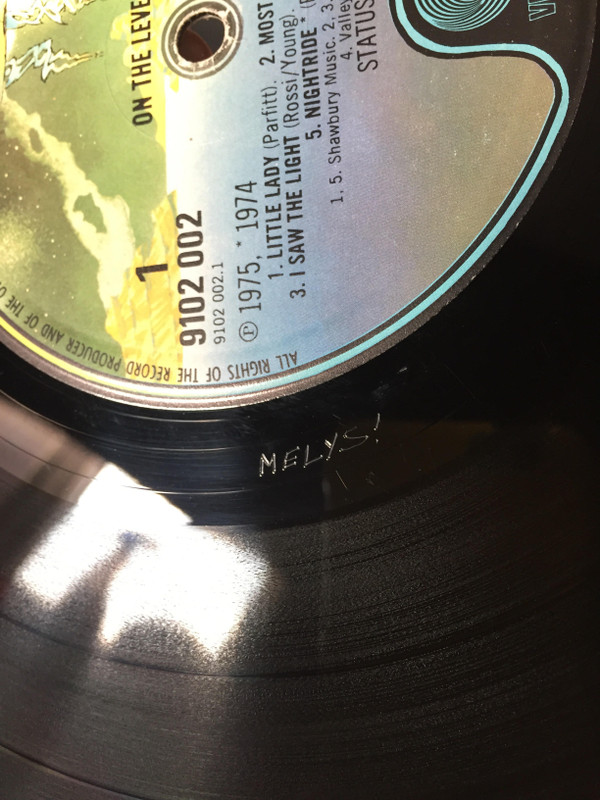 ON THE LEVE
1
9102 002
9102 002.1
Ⓟ 1975, * 1974
1. LITTLE LADY (Parfitt). 2. MOST
3. I SAW THE LIGHT (Rossi/Young).
5. NIGHTRIDE * (
1, 5. Shawbury Music. 2, 3.
4. Valley
STATUS
ALL RIGHTS OF THE RECORD PRODUCER AND OF THE O
MELYS!